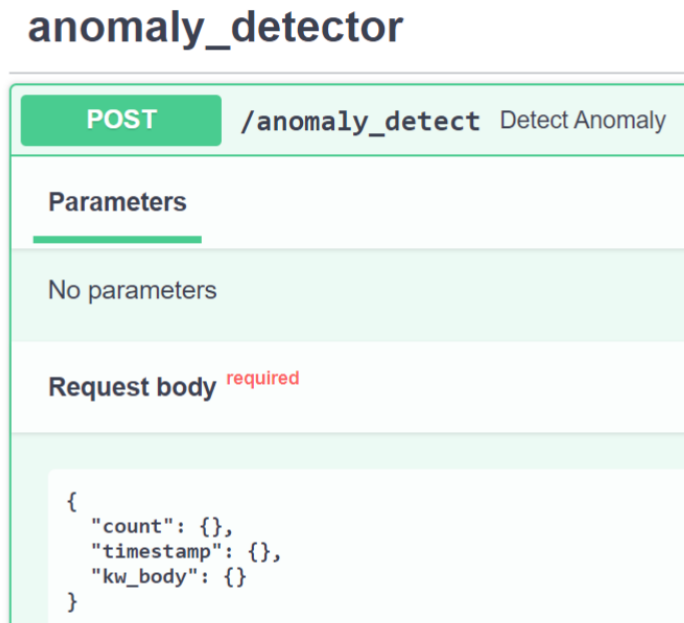 anomaly_detector
POST /anomaly_detect Detect Anomaly
Parameters
No parameters
Request body required
{
"count": {},
"timestamp": {},
"kw_body": {}
}